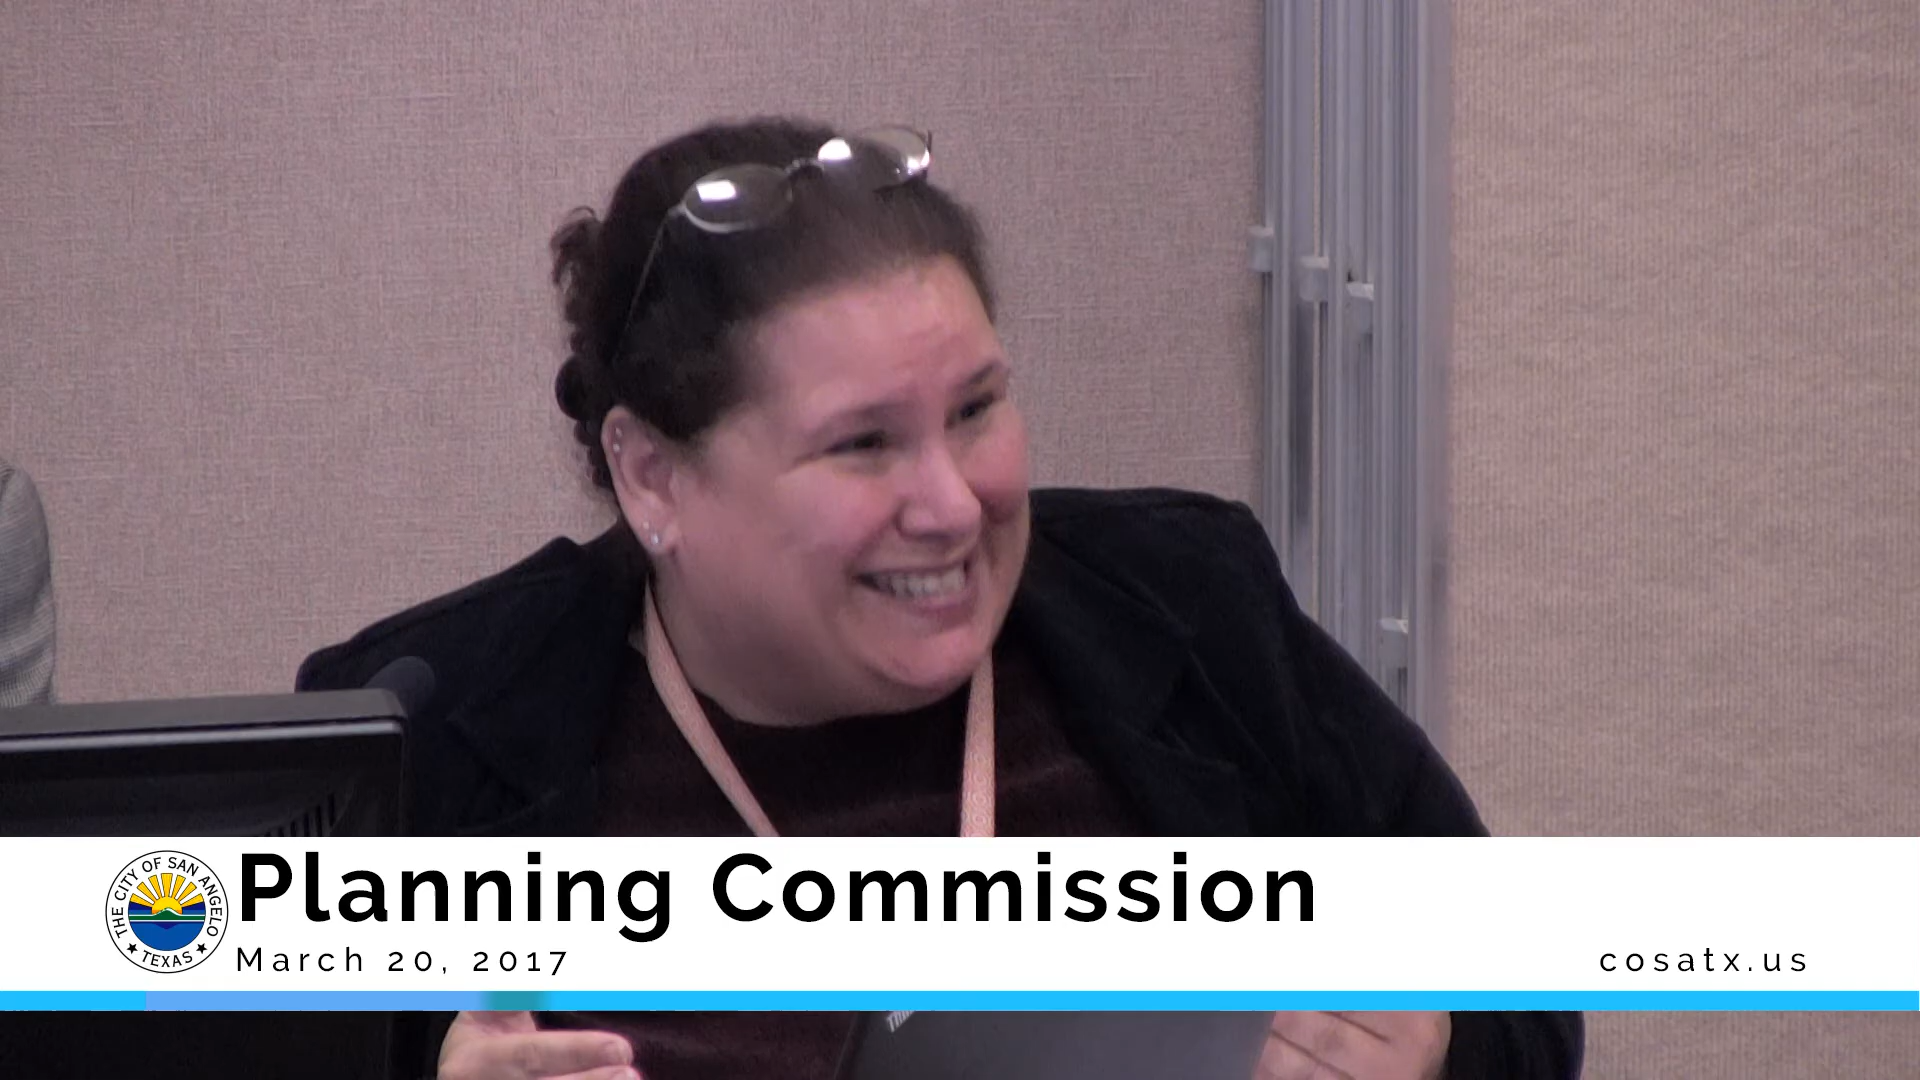 THE CITY OF SAN ANGELO
TEXAS
Planning Commission
March 20, 2017
cosatx.us